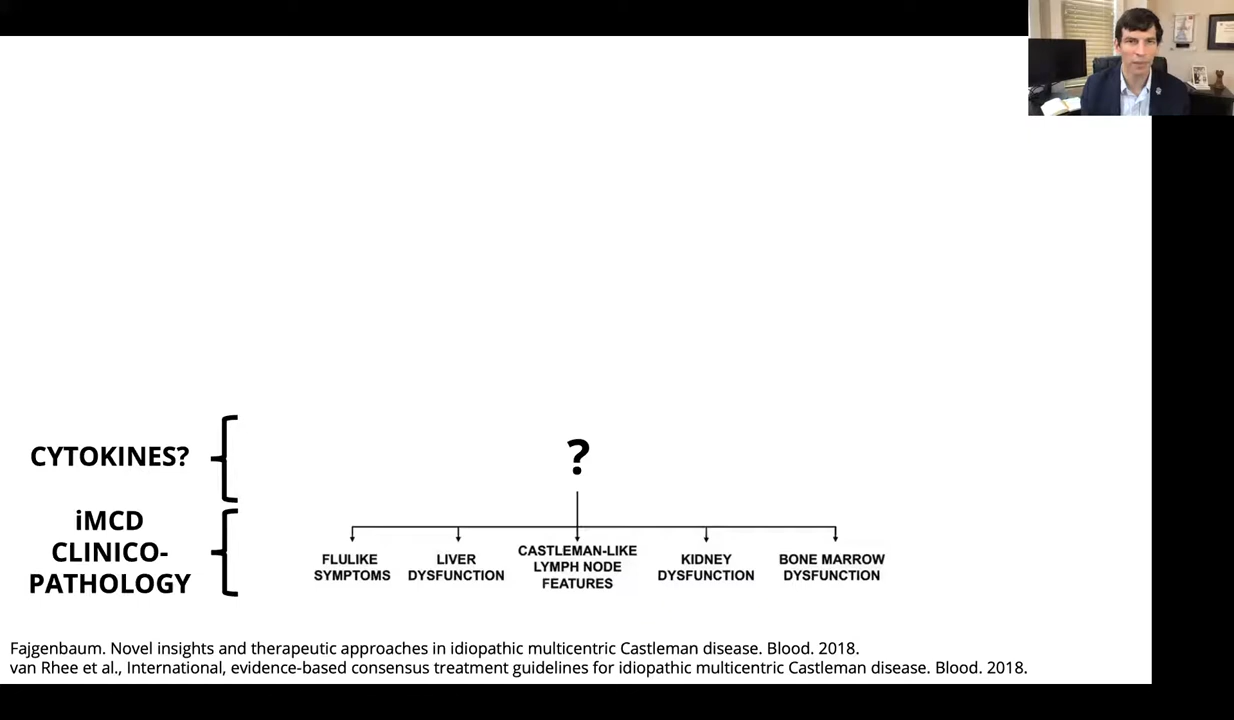 CYTOKINES?
?
iMCD
CLINICO-
PATHOLOGY
FLULIKE
SYMPTOMS
LIVER
DYSFUNCTION
CASTLEMAN-LIKE
LYMPH NODE
FEATURES
KIDNEY
DYSFUNCTION
BONE MARROW
DYSFUNCTION
Fajgenbaum. Novel insights and therapeutic approaches in idiopathic multicentric Castleman disease. Blood. 2018.
van Rhee et al., International, evidence-based consensus treatment guidelines for idiopathic multicentric Castleman disease. Blood. 2018.